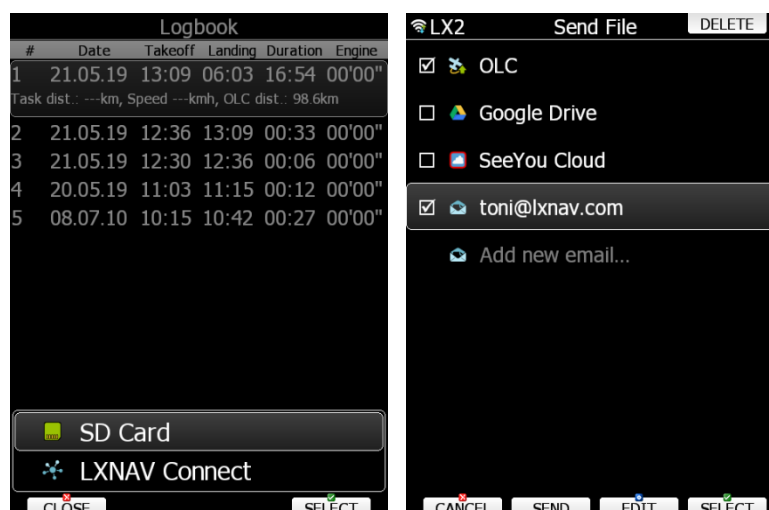 Logbook
# Date Takeoff Landing Duration Engine
1 21.05.19 13:09 06:03 16:54 00'00"
Task dist.: ---km, Speed ---kmh, OLC dist.: 98.6km
2 21.05.19 12:36 13:09 00:33 00'00"
3 21.05.19 12:30 12:36 00:06 00'00"
4 20.05.19 11:03 11:15 00:12 00'00"
5 08.07.10 10:15 10:42 00:27 00'00"
SD Card
LXNAV Connect
CLOSE SELECT
LX2 Send File DELETE
OLC
Google Drive
SeeYou Cloud
toni@lxnav.com
Add new email...
CANCEL SEND EDIT SELECT